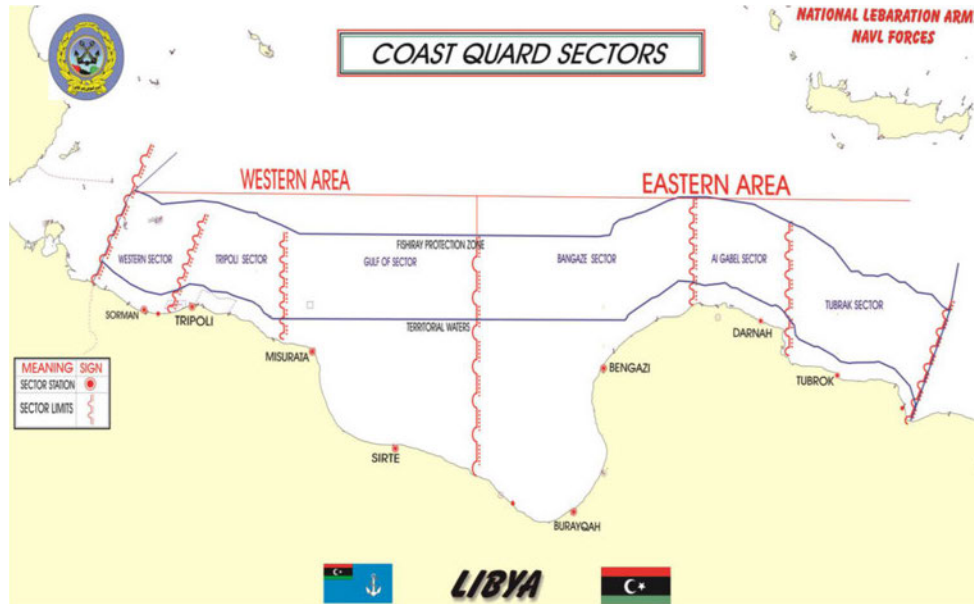 NATIONAL LEBARATION ARM
NAVL FORCES
COAST QUARD SECTORS
WESTERN AREA
EASTERN AREA
FISHIRAY PROTECTION ZONE
WESTERN SECTOR
TRIPOLI SECTOR
GULF OF SECTOR
BANGAZE SECTOR
Al GABEL SECTOR
TUBRAK SECTOR
SORMAN
TRIPOLI
TERRITORIAL WATERS
DARNAH
MISURATA
BENGAZI
TUBROK
MEANING SIGN
SECTOR STATION
SECTOR LIMITS
SIRTE
BURAYQAH
LIBYA